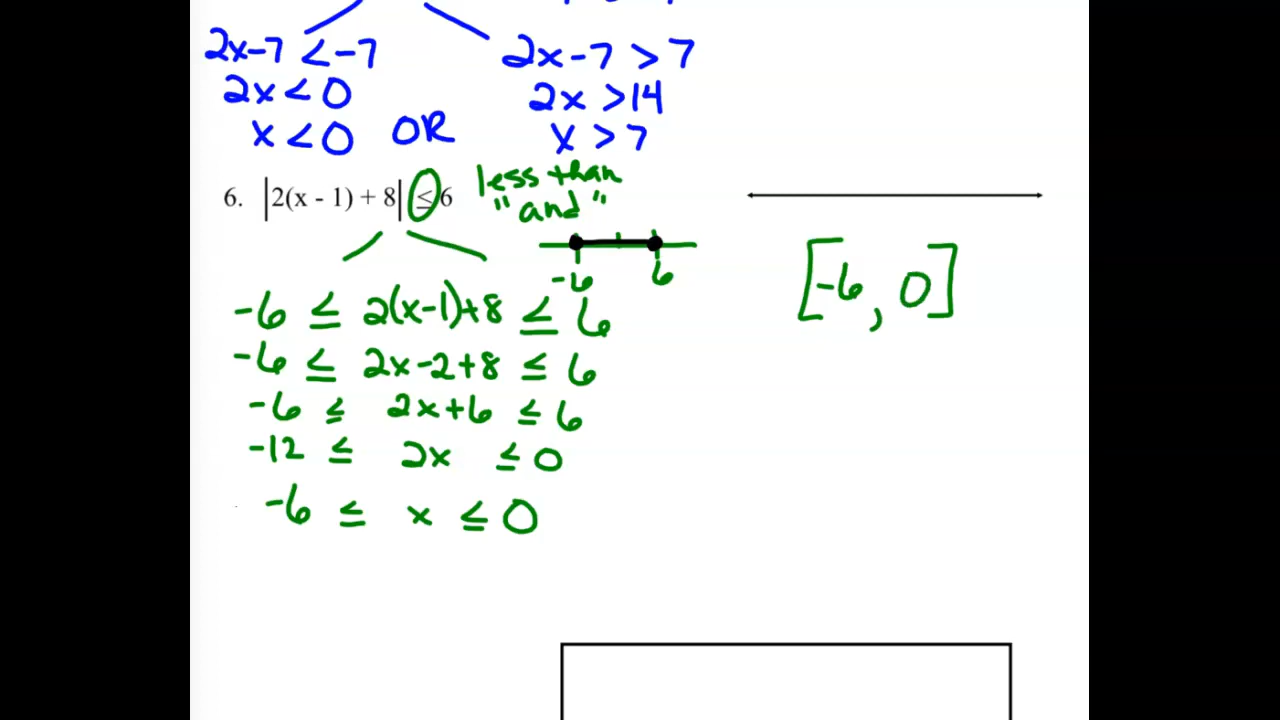 2x-7 < -7
2x-7 > 7
2x < 0
2x > 14
x < 0 OR x > 7
6. |2(x - 1) + 8| ≤ 6
less than
"and"
-6 6
-6 ≤ 2(x-1)+8 ≤ 6
-6 ≤ 2x-2+8 ≤ 6
-6 ≤ 2x+6 ≤ 6
-12 ≤ 2x ≤ 0
-6 ≤ x ≤ 0
[-6, 0]